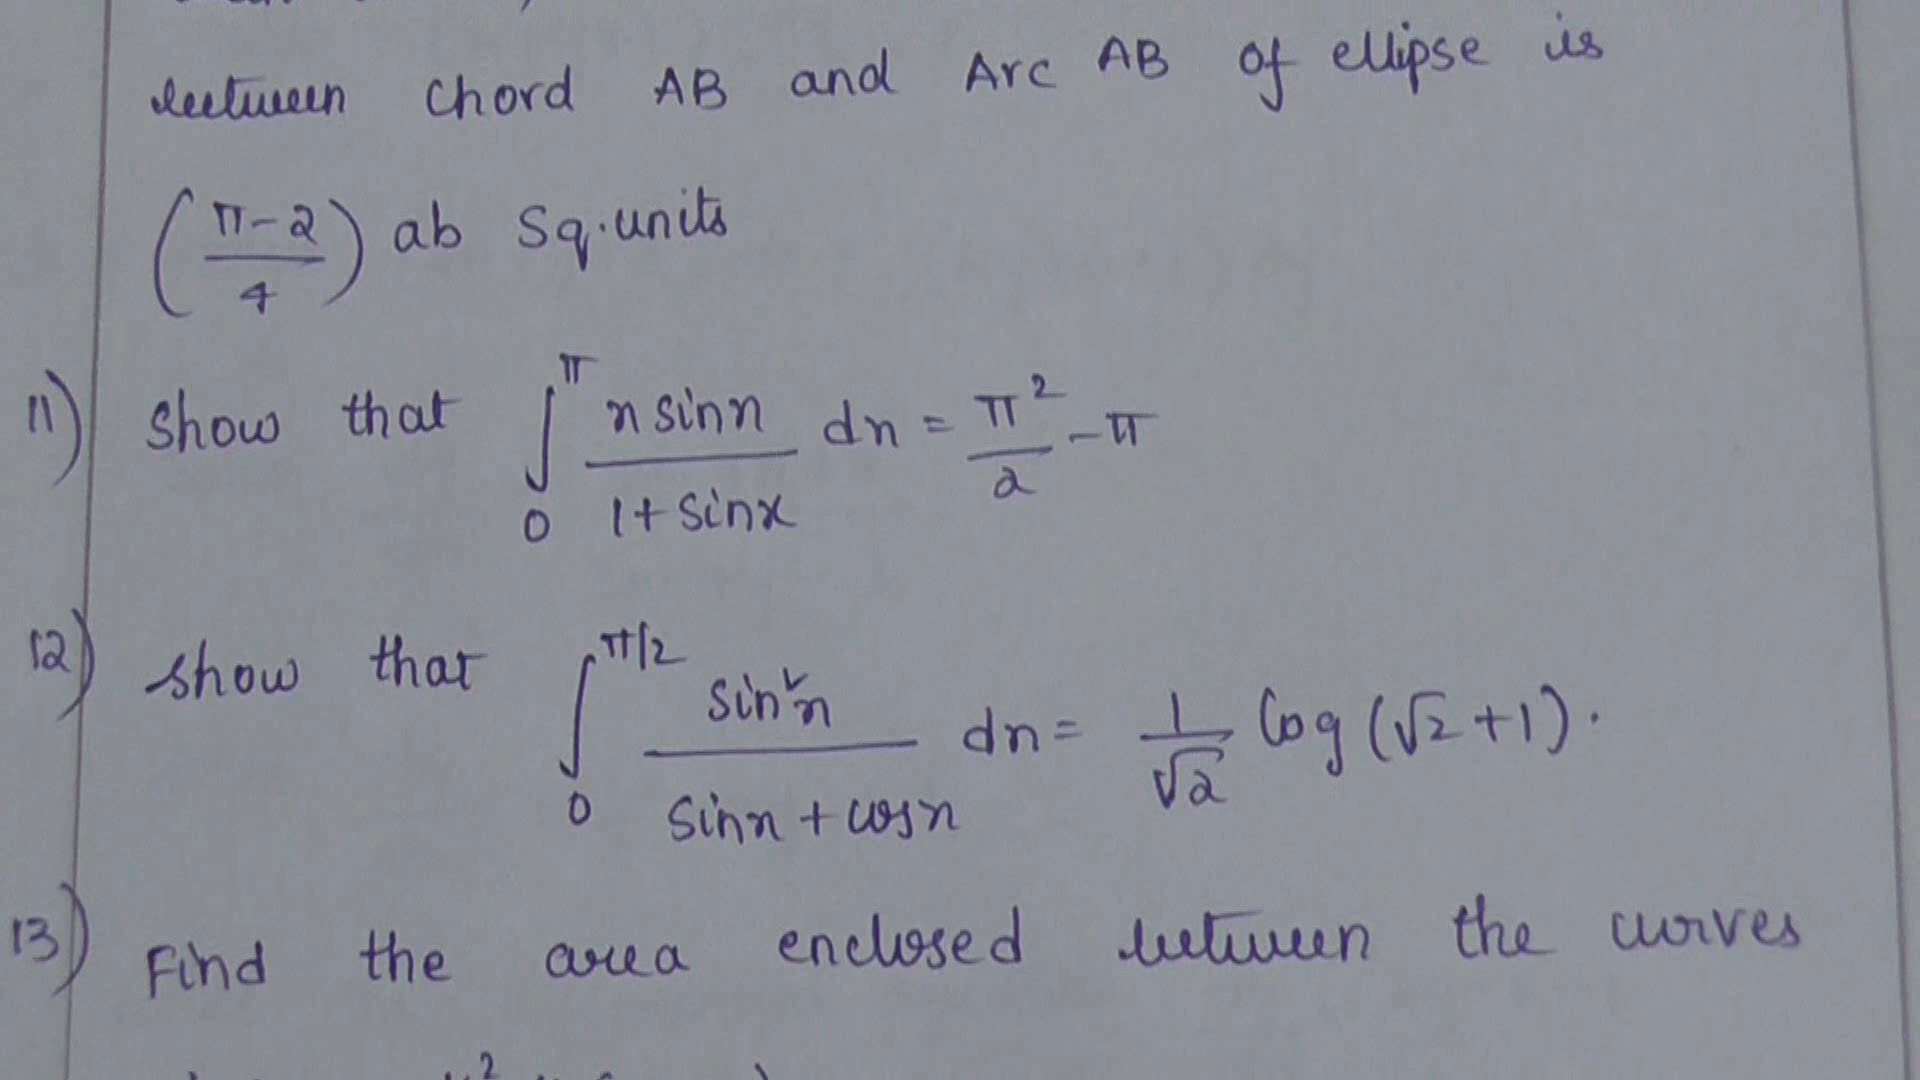 between chord AB and Arc AB of ellipse is
(π-2/4) ab Sq.units
11) show that ∫₀^π x sinx / 1+sinx dx = π²/2 - π
12) show that ∫₀^π/2 sin²x / sinx + cosx dx = 1/√2 log (√2+1).
13) Find the area enclosed between the curves